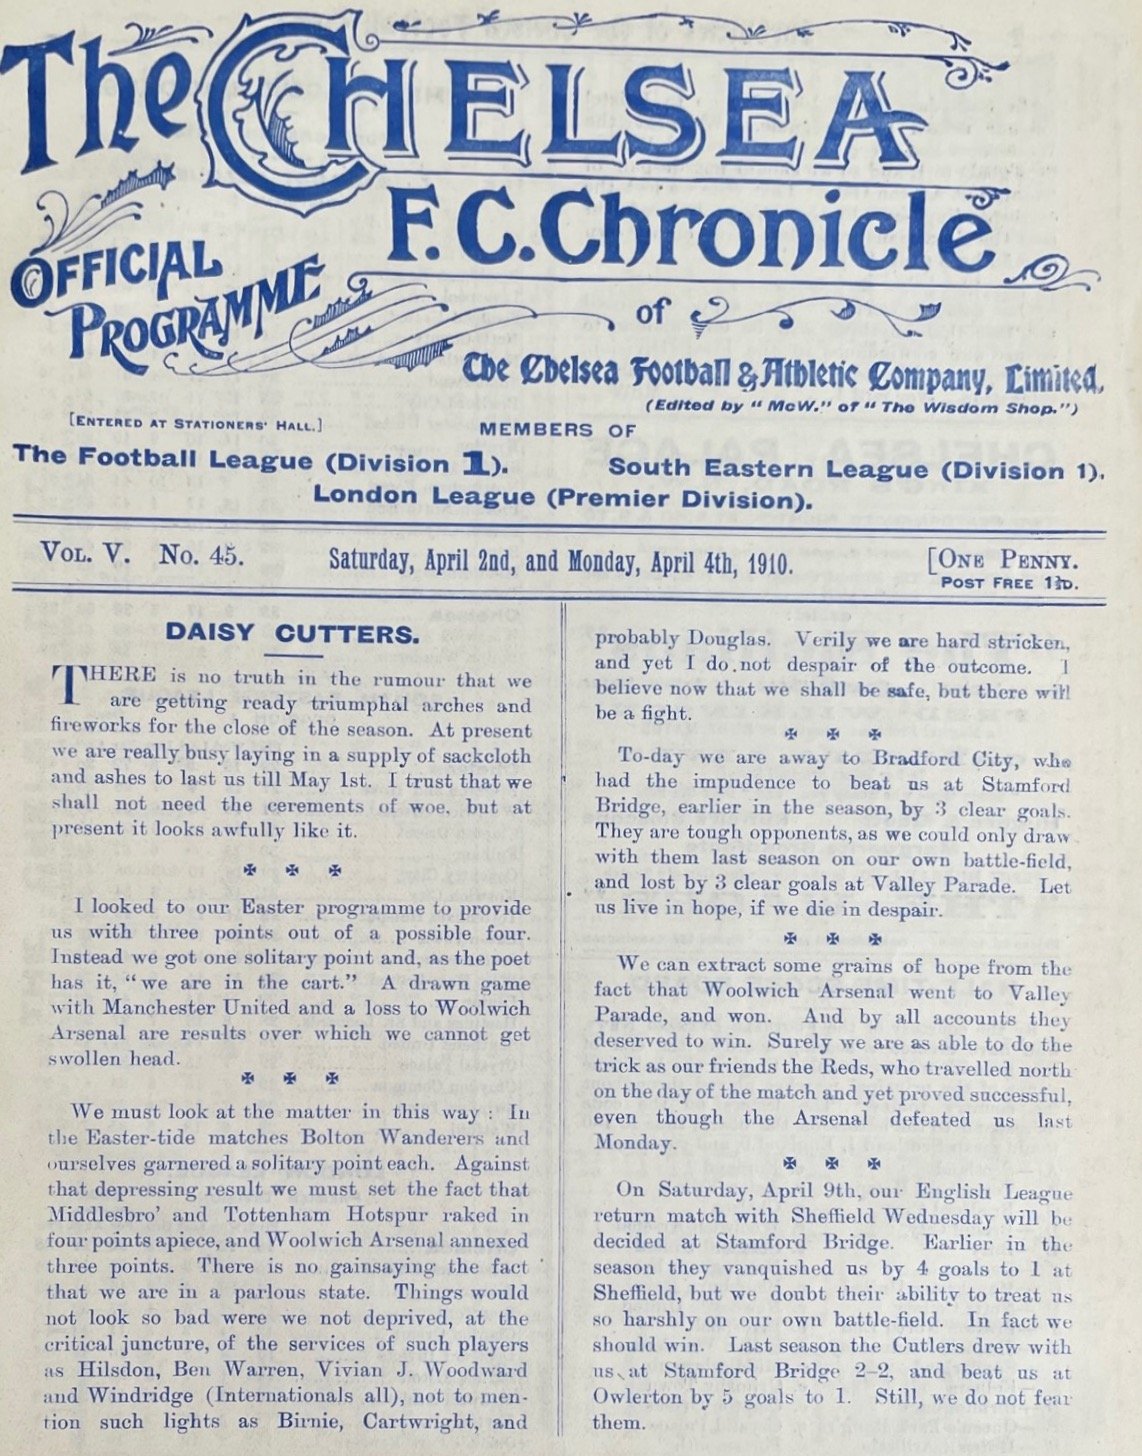 The CHELSEA
F.C. Chronicle
OFFICIAL
PROGRAMME
of
The Chelsea Football & Athletic Company, Limited.
(Edited by "McW." of "The Wisdom Shop.")
[ENTERED AT STATIONERS' HALL.]
MEMBERS OF
The Football League (Division 1).
South Eastern League (Division 1).
London League (Premier Division).
VOL. V. No. 45.
Saturday, April 2nd, and Monday, April 4th, 1910.
[ONE PENNY.
POST FREE 1½D.
DAISY CUTTERS.
THERE is no truth in the rumour that we
are getting ready triumphal arches and
fireworks for the close of the season. At present
we are really busy laying in a supply of sackcloth
and ashes to last us till May 1st. I trust that we
shall not need the cerements of woe, but at
present it looks awfully like it.
✠ ✠ ✠
I looked to our Easter programme to provide
us with three points out of a possible four.
Instead we got one solitary point and, as the poet
has it, "we are in the cart." A drawn game
with Manchester United and a loss to Woolwich
Arsenal are results over which we cannot get
swollen head.
✠ ✠ ✠
We must look at the matter in this way : In
the Easter-tide matches Bolton Wanderers and
ourselves garnered a solitary point each. Against
that depressing result we must set the fact that
Middlesbro' and Tottenham Hotspur raked in
four points apiece, and Woolwich Arsenal annexed
three points. There is no gainsaying the fact
that we are in a parlous state. Things would
not look so bad were we not deprived, at the
critical juncture, of the services of such players
as Hilsdon, Ben Warren, Vivian J. Woodward
and Windridge (Internationals all), not to men-
tion such lights as Birnie, Cartwright, and
probably Douglas. Verily we are hard stricken,
and yet I do not despair of the outcome. I
believe now that we shall be safe, but there will
be a fight.
✠ ✠ ✠
To-day we are away to Bradford City, who
had the impudence to beat us at Stamford
Bridge, earlier in the season, by 3 clear goals.
They are tough opponents, as we could only draw
with them last season on our own battle-field,
and lost by 3 clear goals at Valley Parade. Let
us live in hope, if we die in despair.
✠ ✠ ✠
We can extract some grains of hope from the
fact that Woolwich Arsenal went to Valley
Parade, and won. And by all accounts they
deserved to win. Surely we are as able to do the
trick as our friends the Reds, who travelled north
on the day of the match and yet proved successful,
even though the Arsenal defeated us last
Monday.
✠ ✠ ✠
On Saturday, April 9th, our English League
return match with Sheffield Wednesday will be
decided at Stamford Bridge. Earlier in the
season they vanquished us by 4 goals to 1 at
Sheffield, but we doubt their ability to treat us
so harshly on our own battle-field. In fact we
should win. Last season the Cutlers drew with
us at Stamford Bridge 2–2, and beat us at
Owlerton by 5 goals to 1. Still, we do not fear
them.